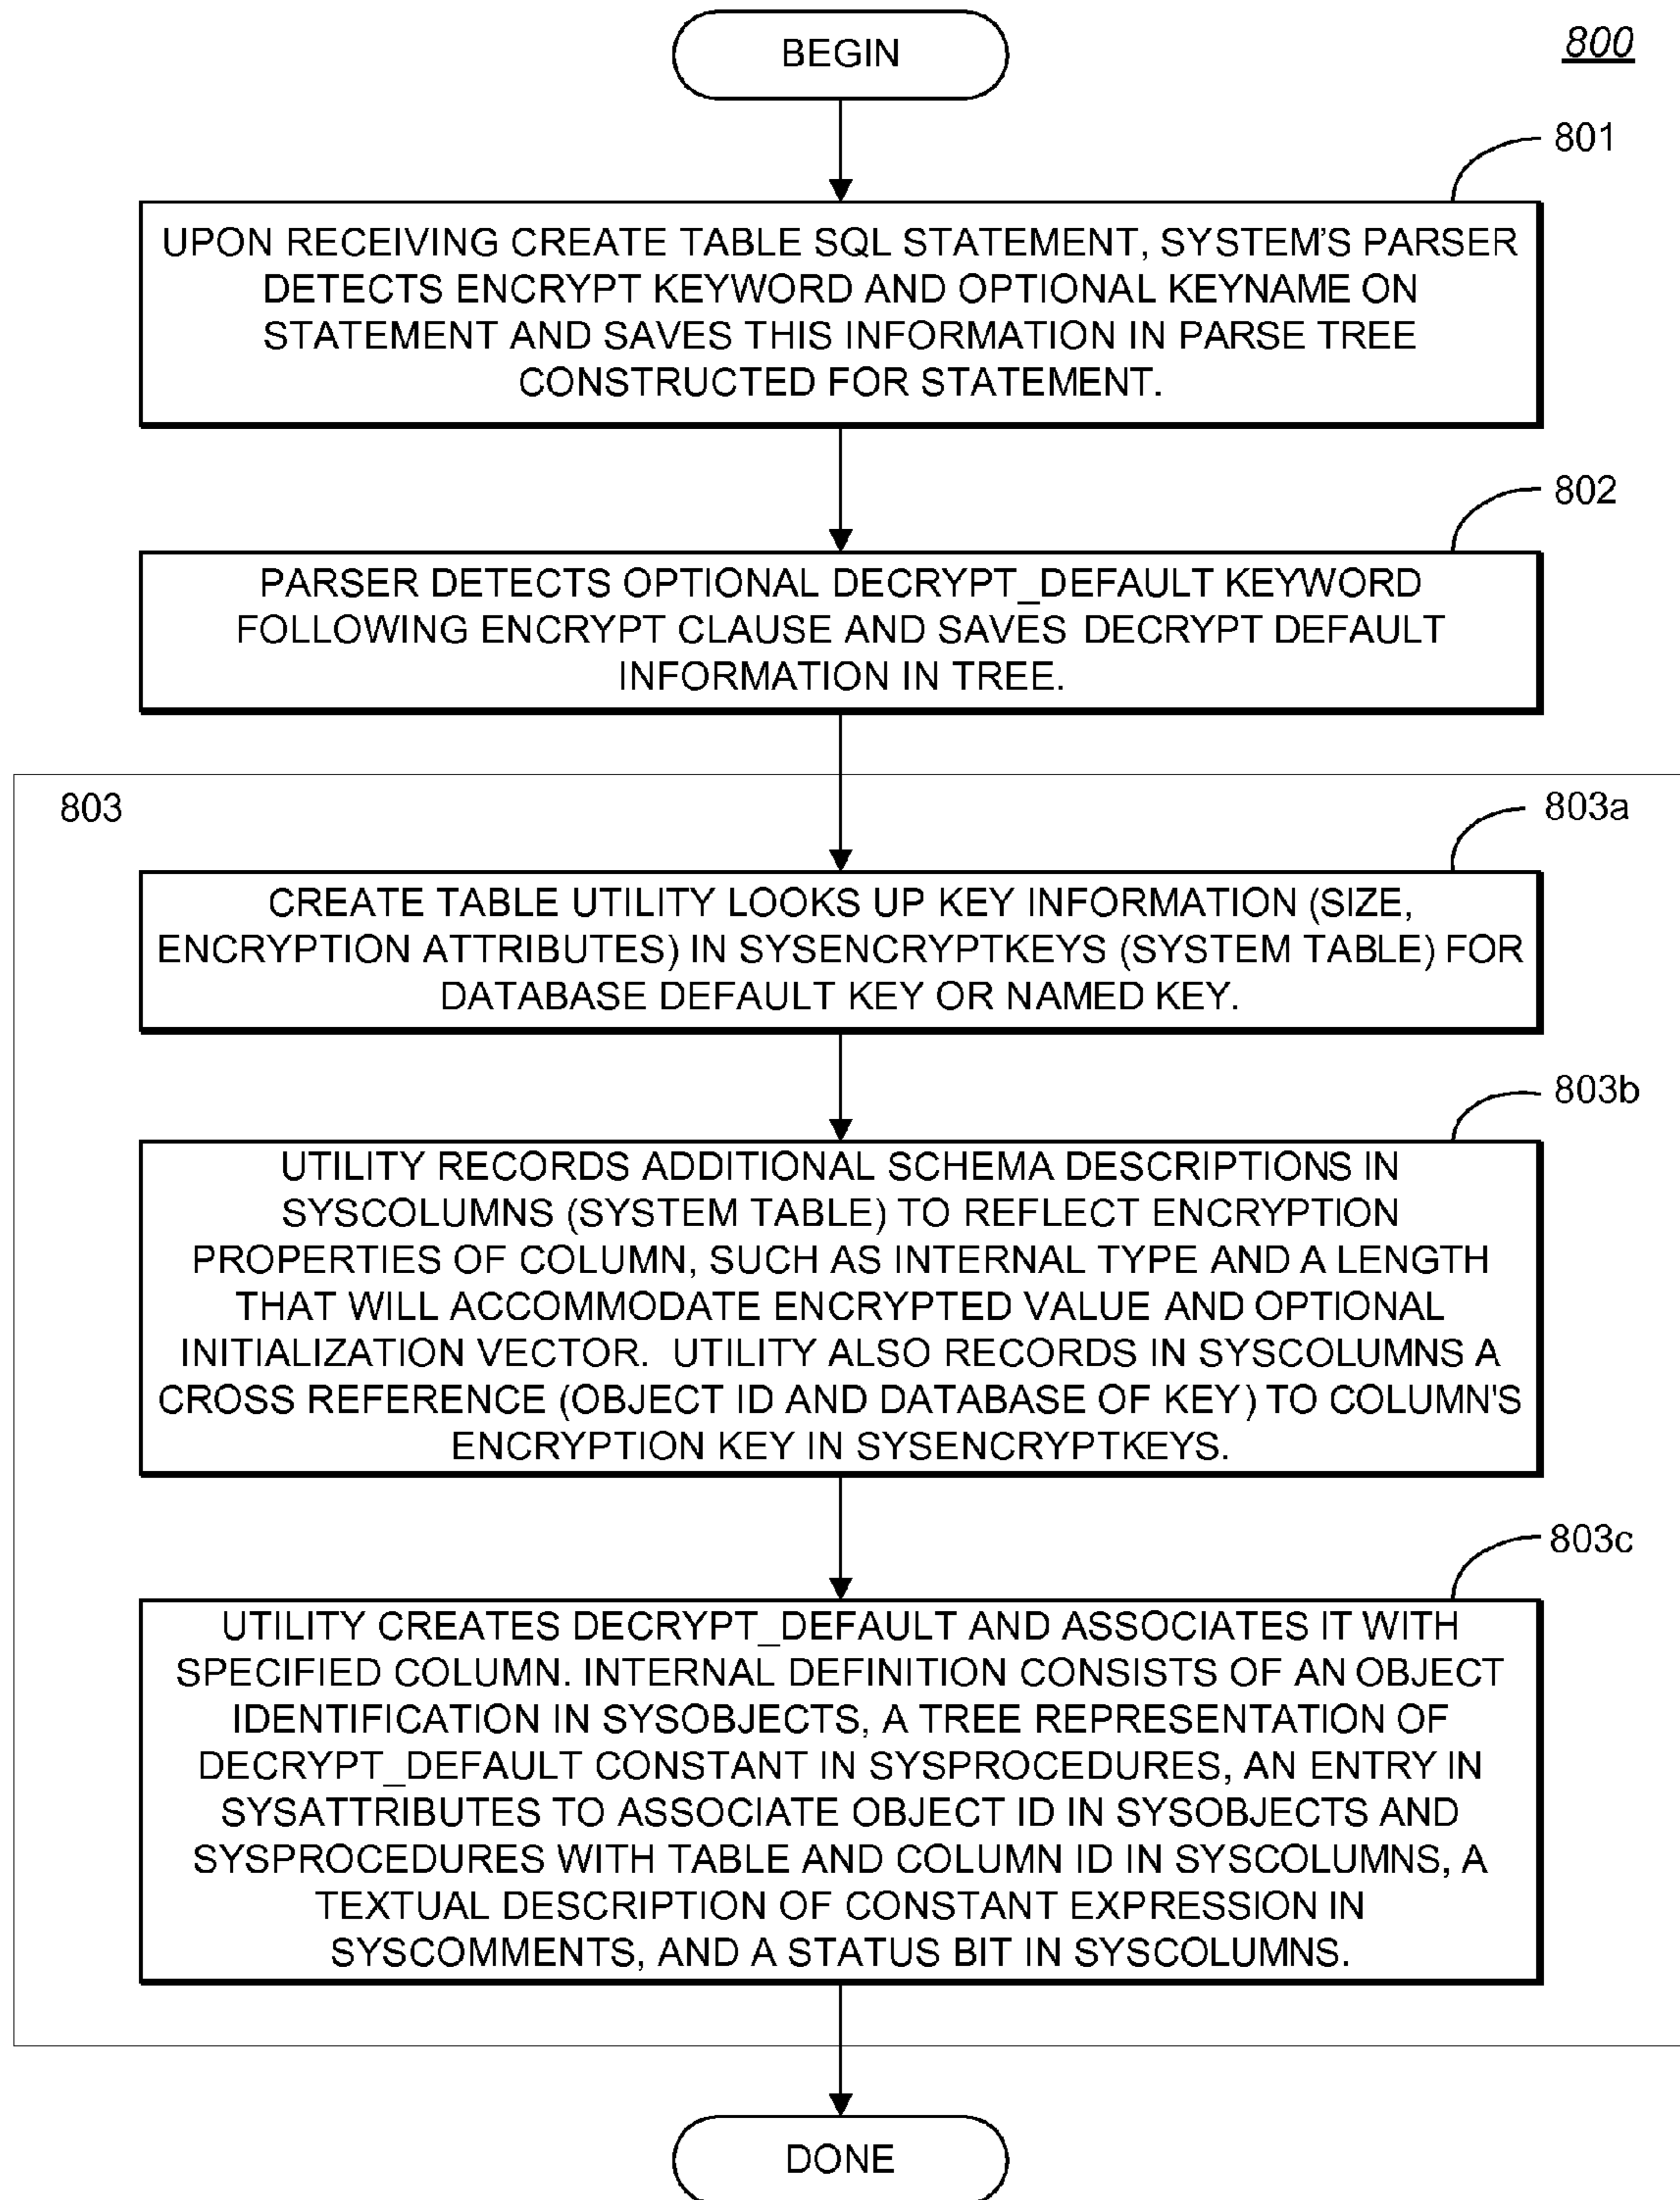 BEGIN
800
801
UPON RECEIVING CREATE TABLE SQL STATEMENT, SYSTEM'S PARSER
DETECTS ENCRYPT KEYWORD AND OPTIONAL KEYNAME ON
STATEMENT AND SAVES THIS INFORMATION IN PARSE TREE
CONSTRUCTED FOR STATEMENT.
802
PARSER DETECTS OPTIONAL DECRYPT_DEFAULT KEYWORD
FOLLOWING ENCRYPT CLAUSE AND SAVES DECRYPT DEFAULT
INFORMATION IN TREE.
803
803a
CREATE TABLE UTILITY LOOKS UP KEY INFORMATION (SIZE,
ENCRYPTION ATTRIBUTES) IN SYSENCRYPTKEYS (SYSTEM TABLE) FOR
DATABASE DEFAULT KEY OR NAMED KEY.
803b
UTILITY RECORDS ADDITIONAL SCHEMA DESCRIPTIONS IN
SYSCOLUMNS (SYSTEM TABLE) TO REFLECT ENCRYPTION
PROPERTIES OF COLUMN, SUCH AS INTERNAL TYPE AND A LENGTH
THAT WILL ACCOMMODATE ENCRYPTED VALUE AND OPTIONAL
INITIALIZATION VECTOR. UTILITY ALSO RECORDS IN SYSCOLUMNS A
CROSS REFERENCE (OBJECT ID AND DATABASE OF KEY) TO COLUMN'S
ENCRYPTION KEY IN SYSENCRYPTKEYS.
803c
UTILITY CREATES DECRYPT_DEFAULT AND ASSOCIATES IT WITH
SPECIFIED COLUMN. INTERNAL DEFINITION CONSISTS OF AN OBJECT
IDENTIFICATION IN SYSOBJECTS, A TREE REPRESENTATION OF
DECRYPT_DEFAULT CONSTANT IN SYSPROCEDURES, AN ENTRY IN
SYSATTRIBUTES TO ASSOCIATE OBJECT ID IN SYSOBJECTS AND
SYSPROCEDURES WITH TABLE AND COLUMN ID IN SYSCOLUMNS, A
TEXTUAL DESCRIPTION OF CONSTANT EXPRESSION IN
SYSCOMMENTS, AND A STATUS BIT IN SYSCOLUMNS.
DONE